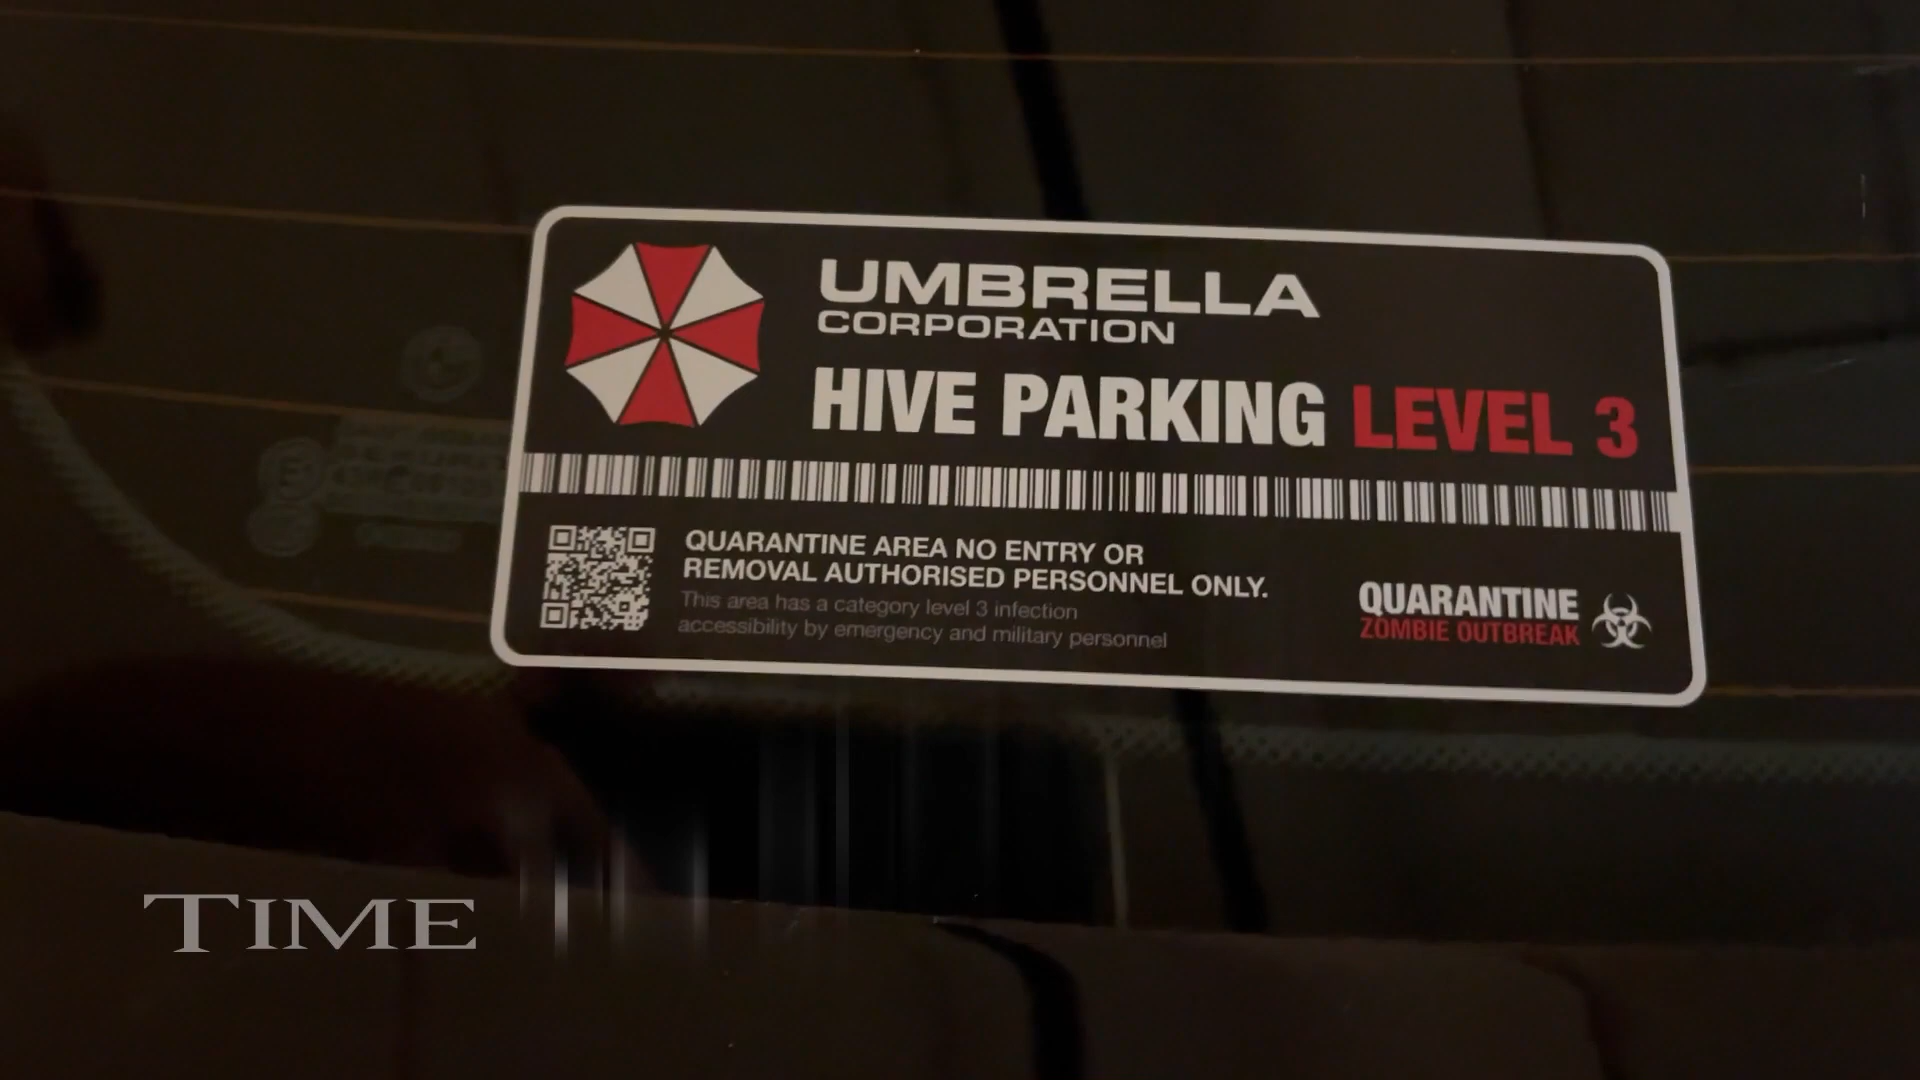 UMBRELLA
CORPORATION
HIVE PARKING LEVEL 3
QUARANTINE AREA NO ENTRY OR
REMOVAL AUTHORISED PERSONNEL ONLY.
This area has a category level 3 infection
accessibility by emergency and military personnel
QUARANTINE
ZOMBIE OUTBREAK
TIME